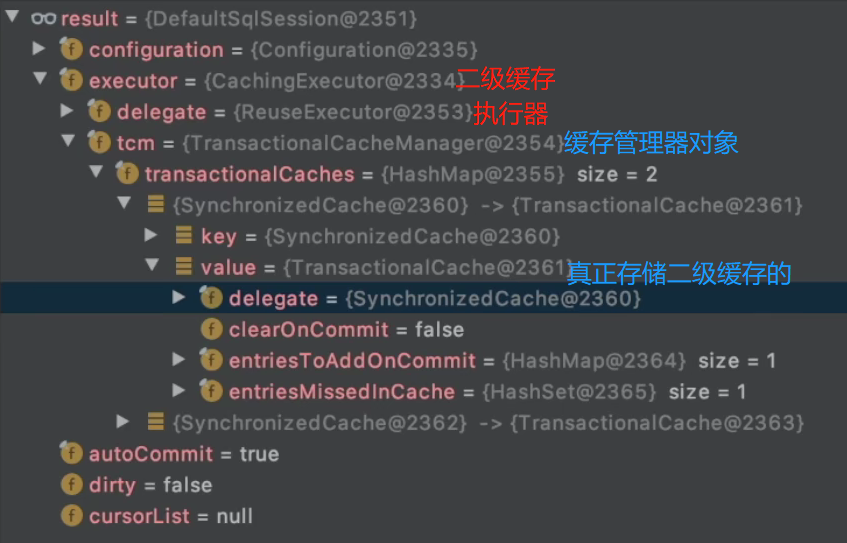 result = {DefaultSqlSession@2351}
configuration = {Configuration@2335}
executor = {CachingExecutor@2334} 二级缓存
delegate = {ReuseExecutor@2353} 执行器
tcm = {TransactionalCacheManager@2354} 缓存管理器对象
transactionalCaches = {HashMap@2355} size = 2
{SynchronizedCache@2360} -> {TransactionalCache@2361}
key = {SynchronizedCache@2360}
value = {TransactionalCache@2361} 真正存储二级缓存的
delegate = {SynchronizedCache@2360}
clearOnCommit = false
entriesToAddOnCommit = {HashMap@2364} size = 1
entriesMissedInCache = {HashSet@2365} size = 1
{SynchronizedCache@2362} -> {TransactionalCache@2363}
autoCommit = true
dirty = false
cursorList = null